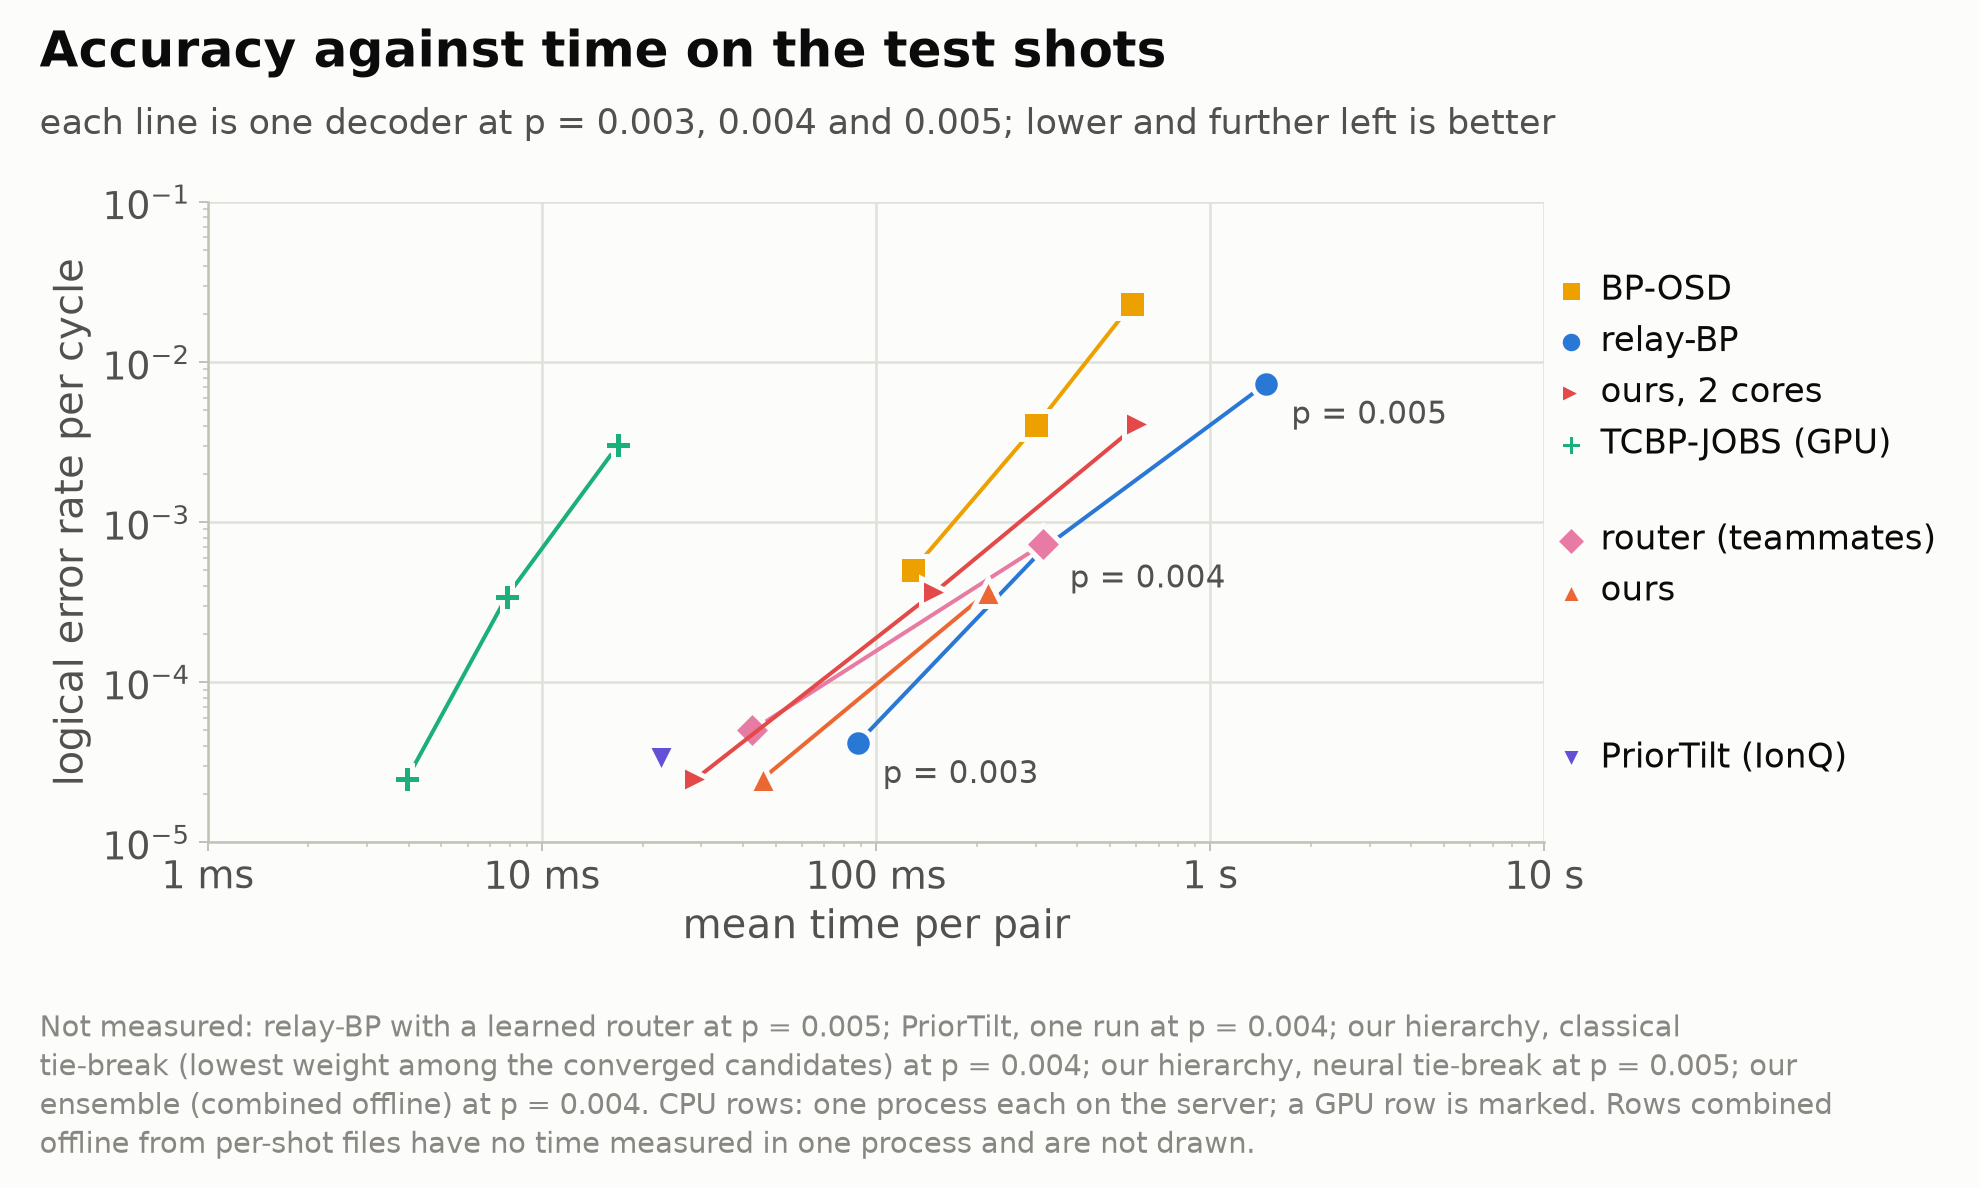 Accuracy against time on the test shots
each line is one decoder at p = 0.003, 0.004 and 0.005; lower and further left is better
logical error rate per cycle
10⁻¹
10⁻²
10⁻³
10⁻⁴
10⁻⁵
p = 0.005
p = 0.004
p = 0.003
BP-OSD
relay-BP
ours, 2 cores
TCBP-JOBS (GPU)
router (teammates)
ours
PriorTilt (IonQ)
1 ms
10 ms
100 ms
1 s
10 s
mean time per pair
Not measured: relay-BP with a learned router at p = 0.005; PriorTilt, one run at p = 0.004; our hierarchy, classical
tie-break (lowest weight among the converged candidates) at p = 0.004; our hierarchy, neural tie-break at p = 0.005; our
ensemble (combined offline) at p = 0.004. CPU rows: one process each on the server; a GPU row is marked. Rows combined
offline from per-shot files have no time measured in one process and are not drawn.